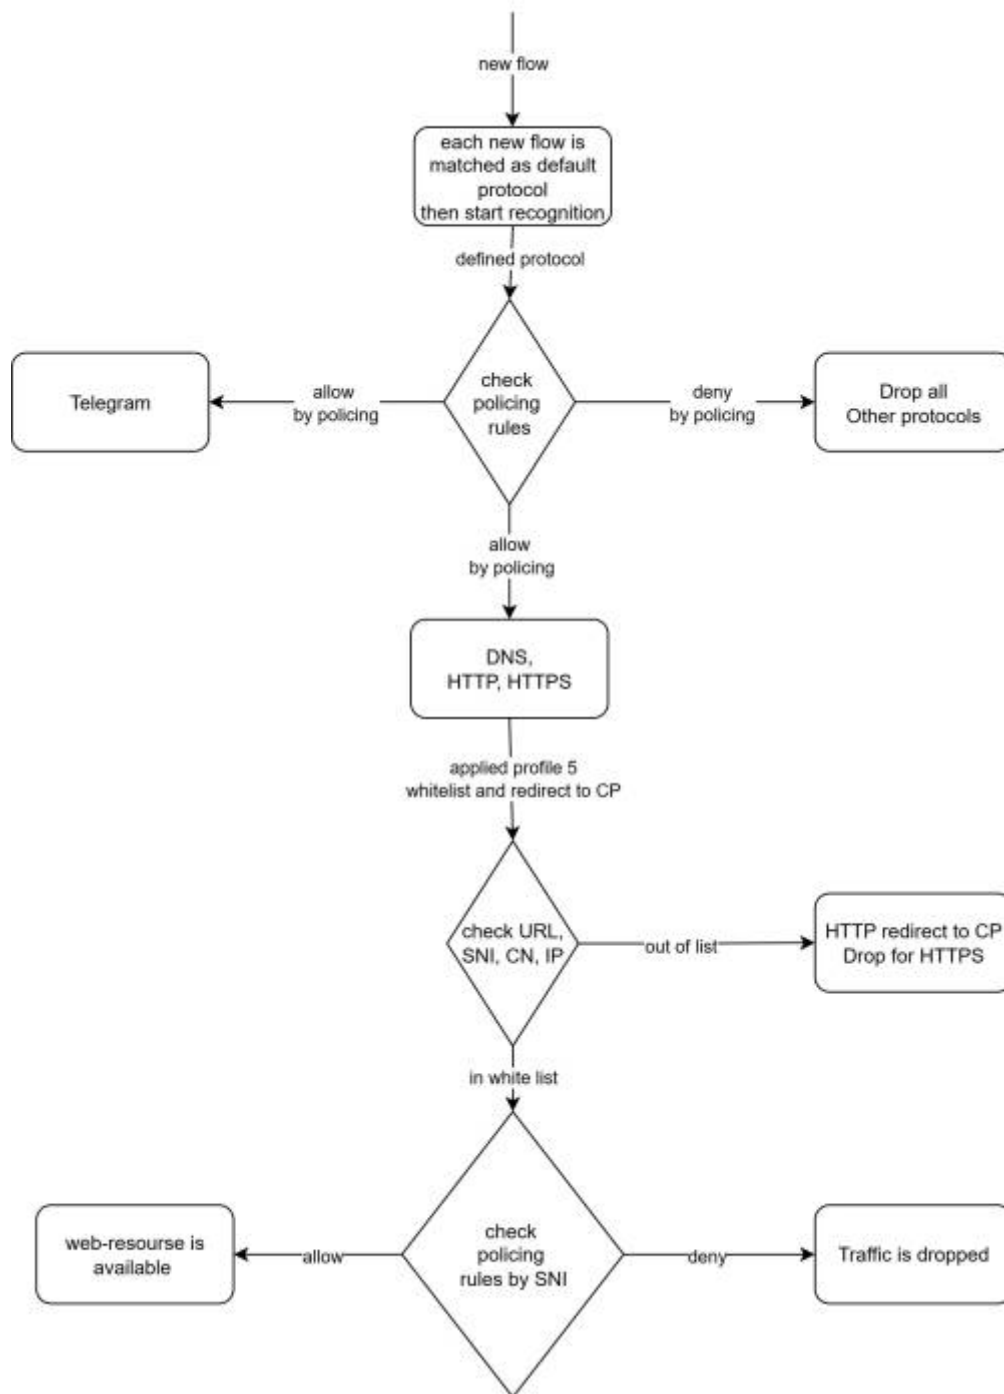 new flow
each new flow is
matched as default
protocol
then start recognition
defined protocol
Telegram
allow
by policing
check
policing
rules
deny
by policing
Drop all
Other protocols
allow
by policing
DNS,
HTTP, HTTPS
applied profile 5
whitelist and redirect to CP
check URL,
SNI, CN, IP
out of list
HTTP redirect to CP
Drop for HTTPS
in white list
web-resourse is
available
allow
check
policing
rules by SNI
deny
Traffic is dropped